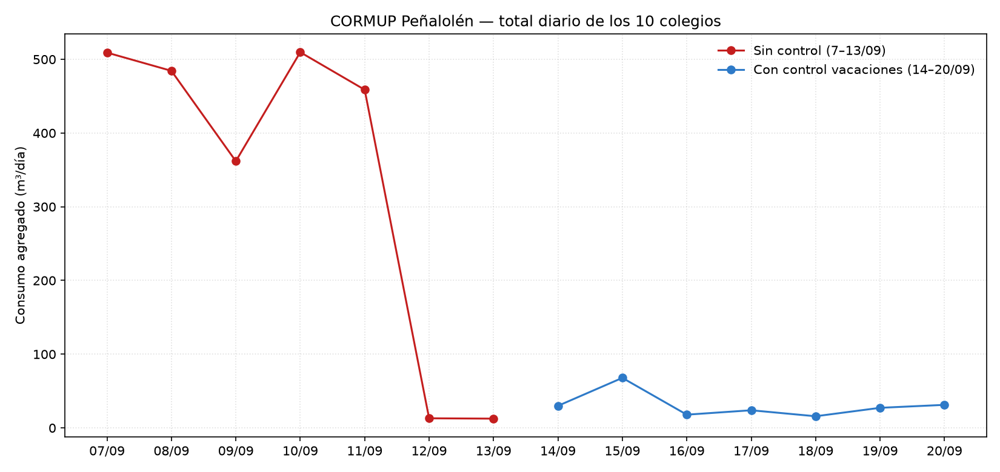 CORMUP Peñalolén — total diario de los 10 colegios
Sin control (7–13/09)
Con control vacaciones (14–20/09)
Consumo agregado (m³/día)
500
400
300
200
100
0
07/09 08/09 09/09 10/09 11/09 12/09 13/09 14/09 15/09 16/09 17/09 18/09 19/09 20/09